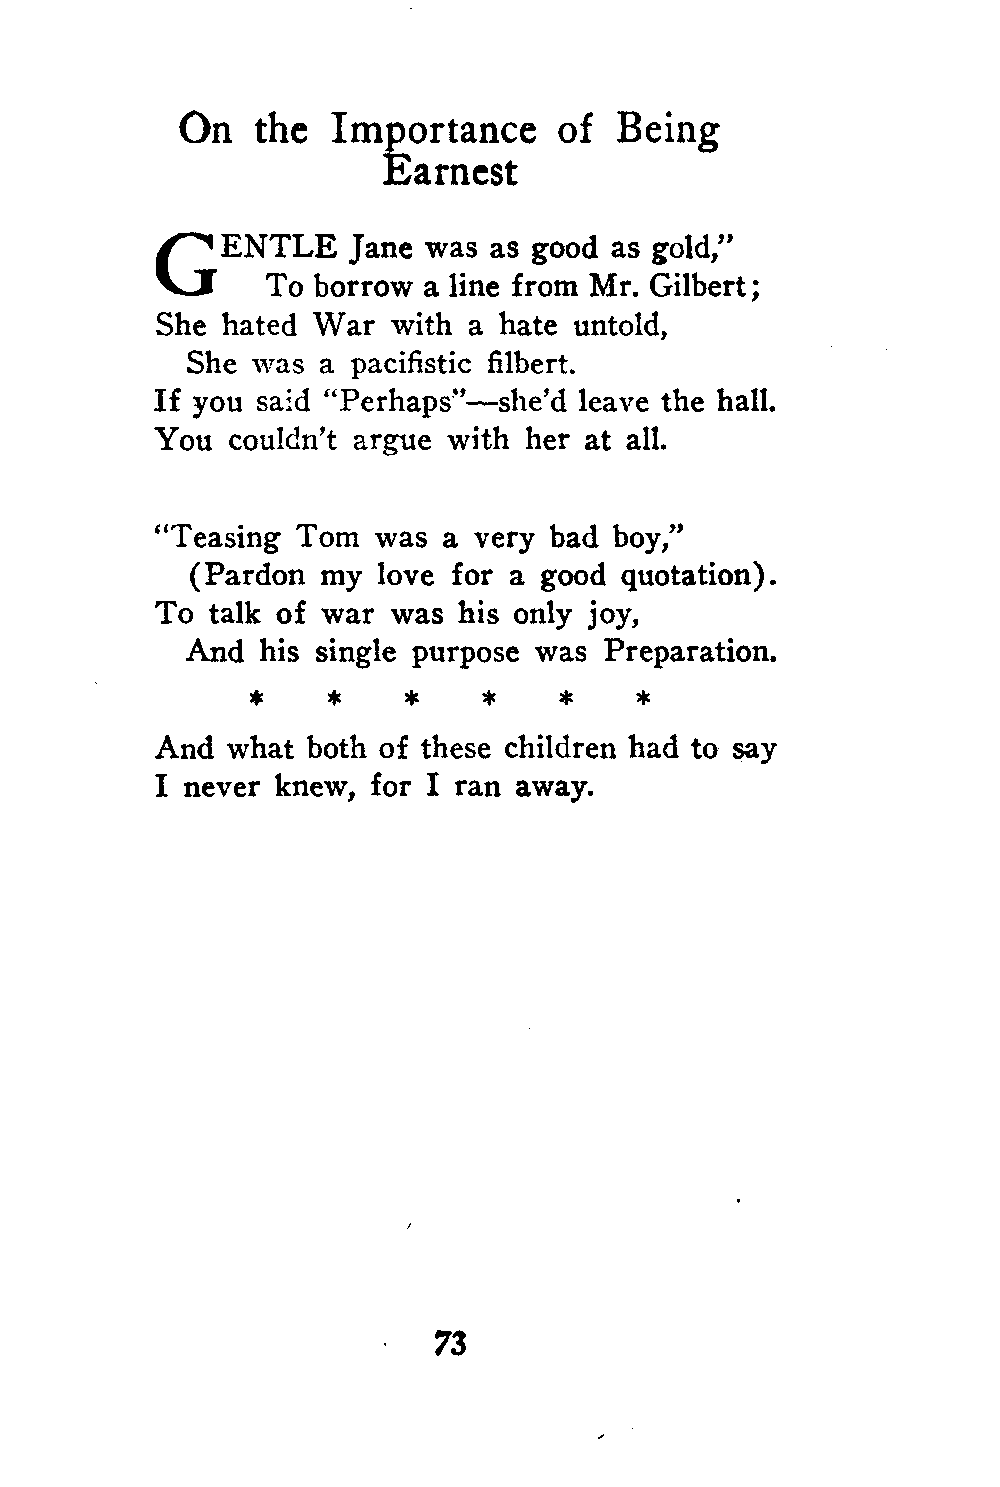 On the Importance of Being
Earnest
GENTLE Jane was as good as gold,”
To borrow a line from Mr. Gilbert;
She hated War with a hate untold,
She was a pacifistic filbert.
If you said “Perhaps”—she’d leave the hall.
You couldn’t argue with her at all.
“Teasing Tom was a very bad boy,”
(Pardon my love for a good quotation).
To talk of war was his only joy,
And his single purpose was Preparation.
* * * * * *
And what both of these children had to say
I never knew, for I ran away.
73